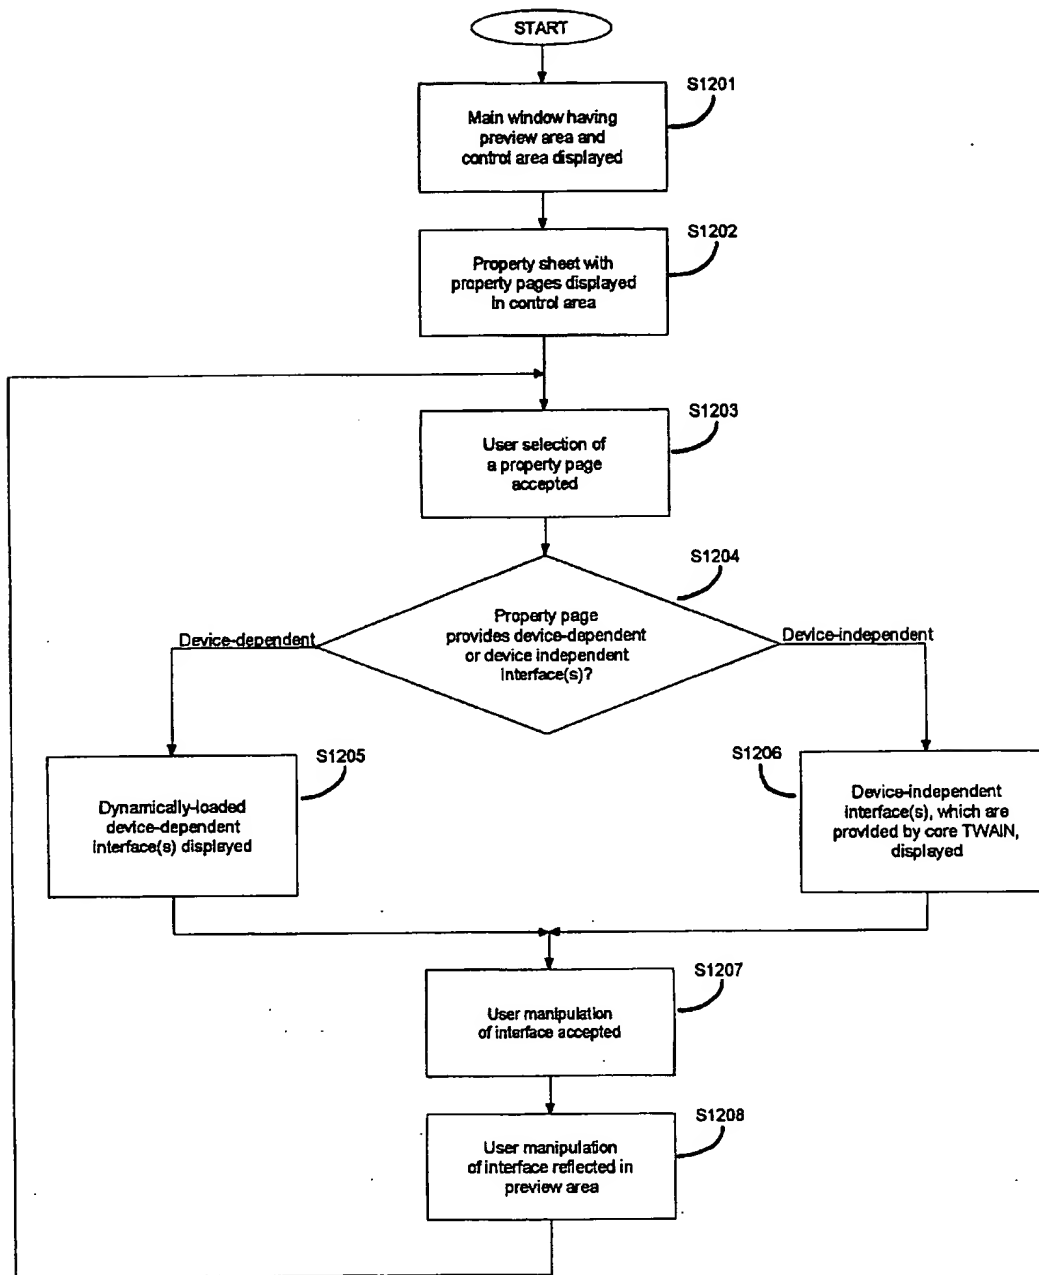 START
S1201
Main window having
preview area and
control area displayed
S1202
Property sheet with
property pages displayed
in control area
S1203
User selection of
a property page
accepted
S1204
Property page
provides device-dependent
or device independent
interface(s)?
Device-dependent
Device-independent
S1205
Dynamically-loaded
device-dependent
interface(s) displayed
S1206
Device-independent
interface(s), which are
provided by core TWAIN,
displayed
S1207
User manipulation
of interface accepted
S1208
User manipulation
of interface reflected in
preview area